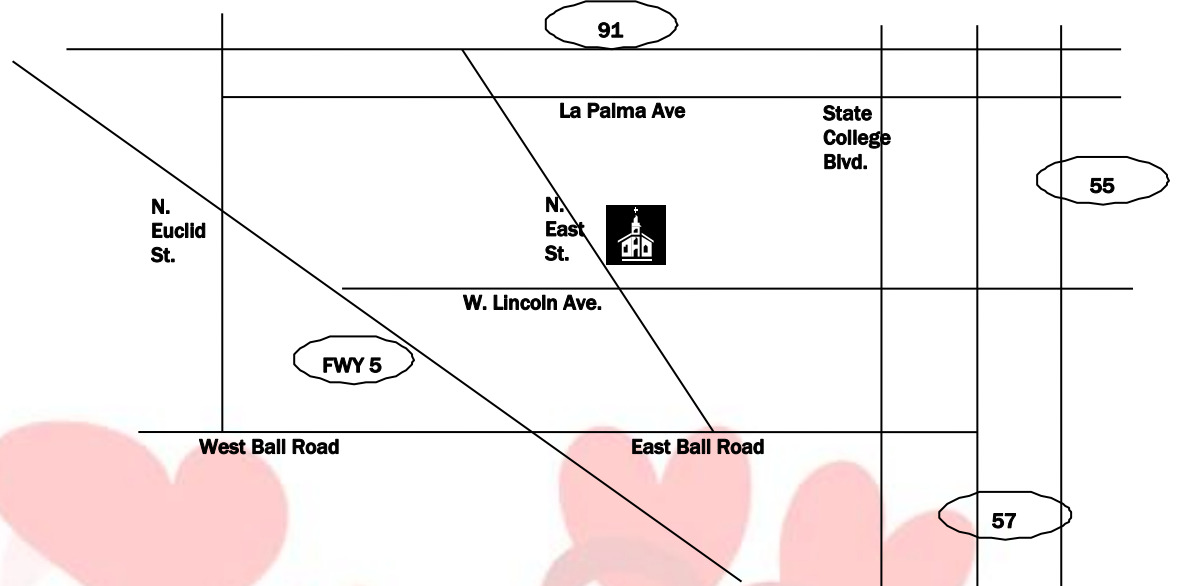 91
La Palma Ave
State
College
Blvd.
55
N.
Euclid
St.
N.
East
St.
W. Lincoln Ave.
FWY 5
West Ball Road
East Ball Road
57